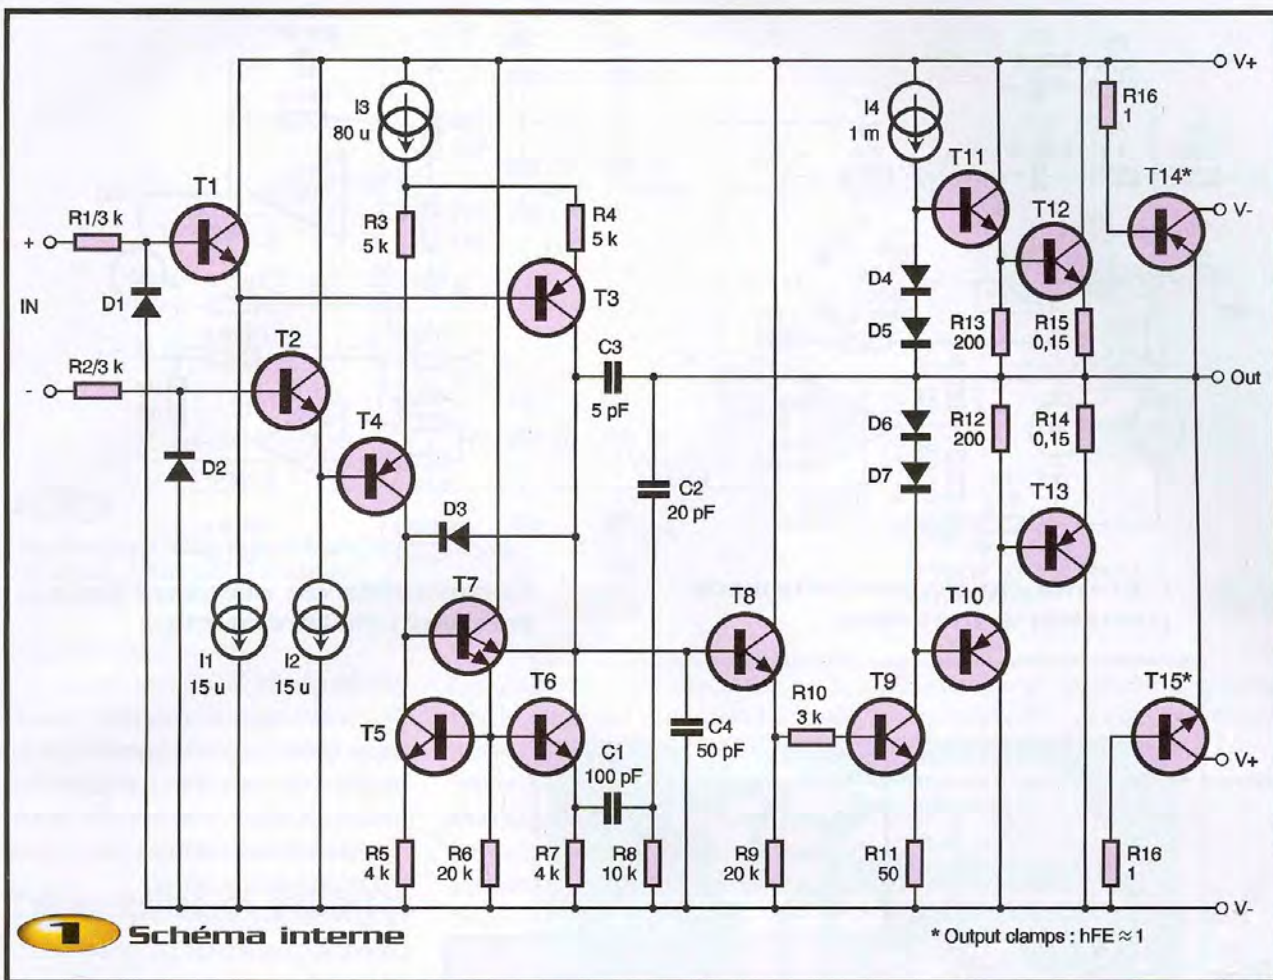 V+
I3
80 u
I4
1 m
R16
1
T1
T11
T14*
R1/3 k
R3
5 k
R4
5 k
T12
V-
+
T3
D4
IN
D1
T2
C3
D5
R13
200
R15
0,15
R2/3 k
5 pF
Out
-
T4
D6
R12
200
R14
0,15
D2
C2
20 pF
D7
D3
T13
T7
T8
T10
I1
15 u
I2
15 u
T6
R10
3 k
T9
T15*
T5
C1
100 pF
C4
50 pF
V+
R5
4 k
R6
20 k
R7
4 k
R8
10 k
R9
20 k
R11
50
R16
1
V-
1 Schéma interne
* Output clamps : hFE ≈ 1